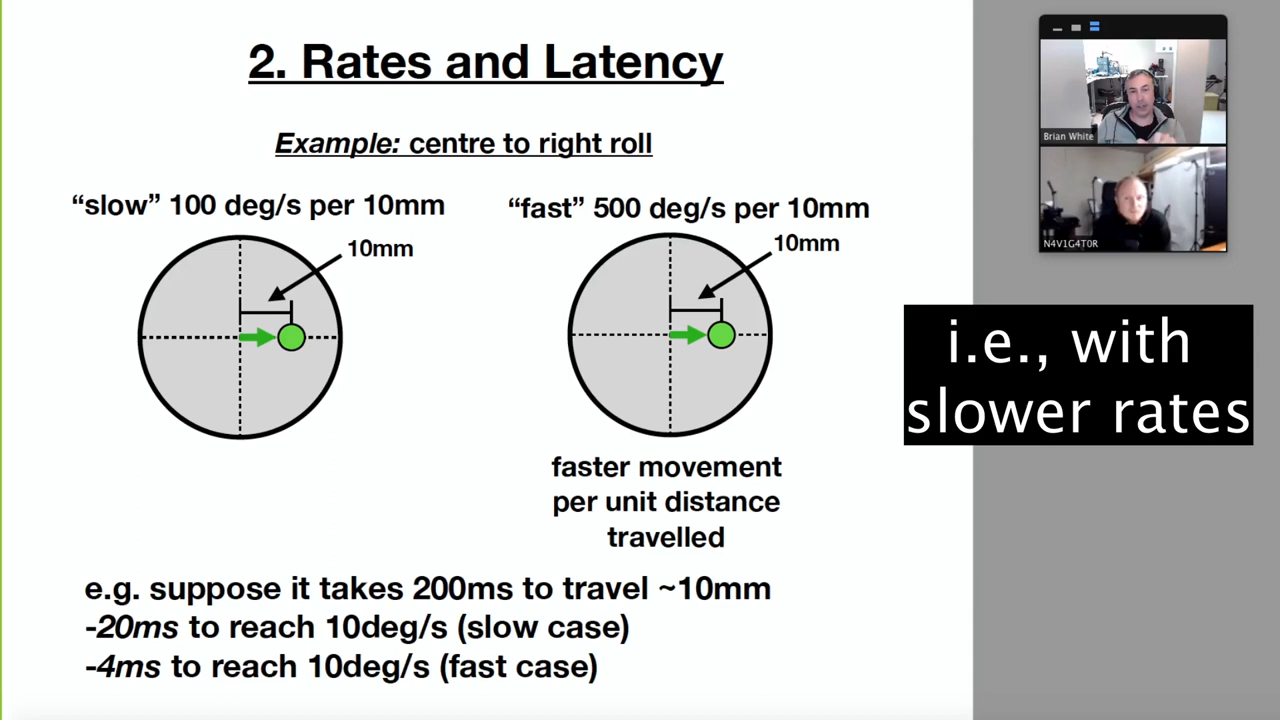 2. Rates and Latency
Example: centre to right roll
“slow” 100 deg/s per 10mm
10mm
“fast” 500 deg/s per 10mm
10mm
faster movement
per unit distance
travelled
e.g. suppose it takes 200ms to travel ~10mm
-20ms to reach 10deg/s (slow case)
-4ms to reach 10deg/s (fast case)
Brian White
N4V1G4T0R
i.e., with
slower rates